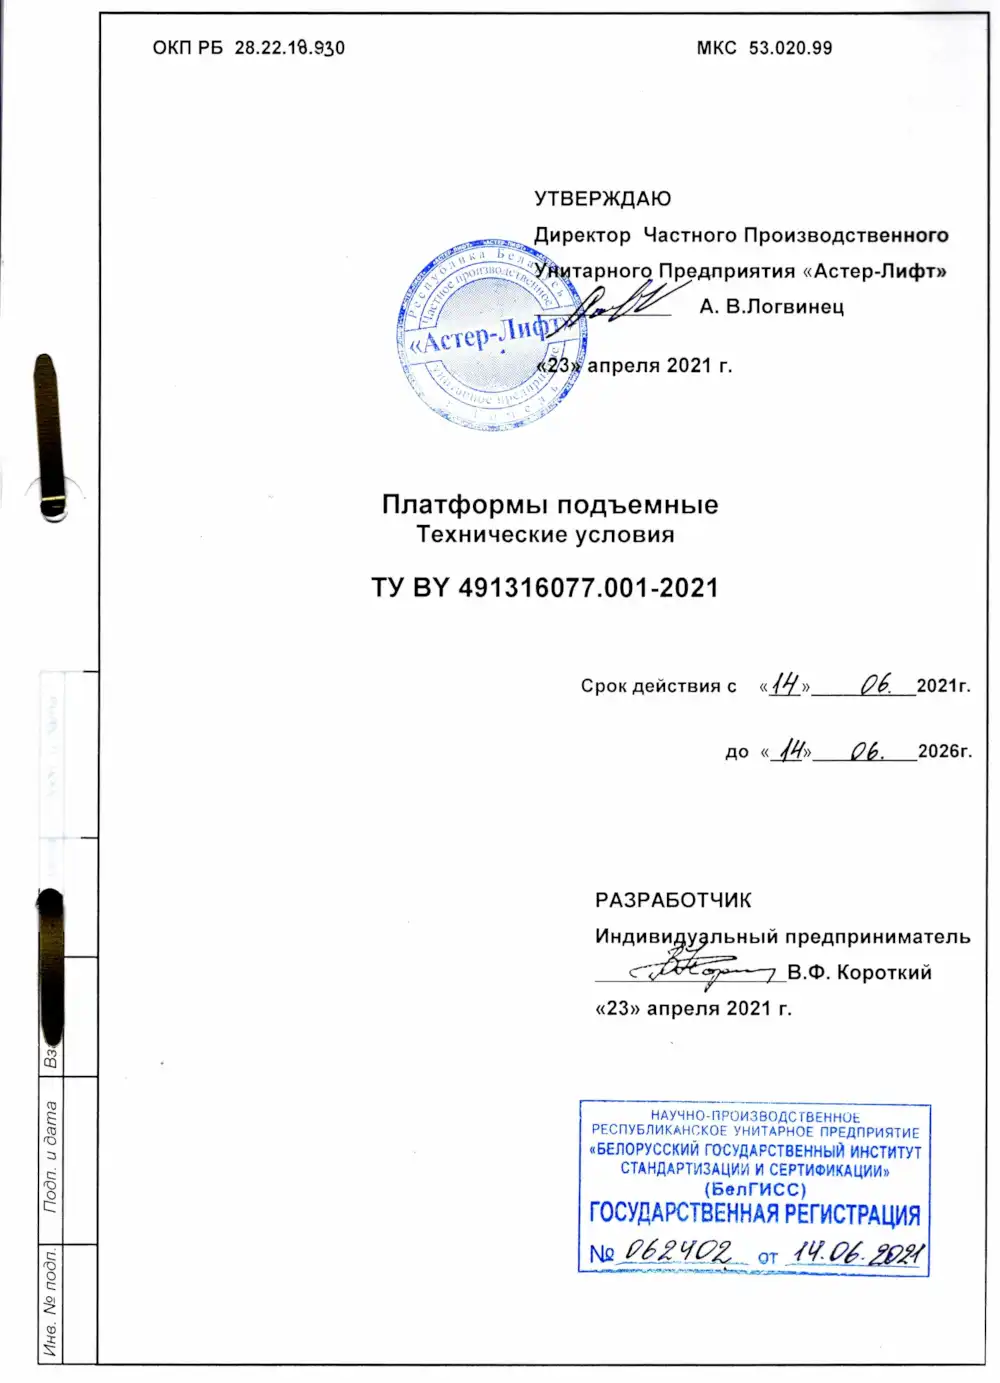 ОКП РБ 28.22.18.930
МКС 53.020.99
УТВЕРЖДАЮ
Директор Частного Производственного
Унитарного Предприятия «Астер-Лифт»
А. В.Логвинец
«23» апреля 2021 г.
Республика Беларусь
Частное производственное
«Астер-Лифт»
унитарное предприятие
г. Гомель
Платформы подъемные
Технические условия
ТУ BY 491316077.001-2021
Срок действия с «14» 06. 2021г.
до «14» 06. 2026г.
РАЗРАБОТЧИК
Индивидуальный предприниматель
В.Ф. Короткий
«23» апреля 2021 г.
НАУЧНО-ПРОИЗВОДСТВЕННОЕ
РЕСПУБЛИКАНСКОЕ УНИТАРНОЕ ПРЕДПРИЯТИЕ
«БЕЛОРУССКИЙ ГОСУДАРСТВЕННЫЙ ИНСТИТУТ
СТАНДАРТИЗАЦИИ И СЕРТИФИКАЦИИ»
(БелГИСС)
ГОСУДАРСТВЕННАЯ РЕГИСТРАЦИЯ
№ 062402 от 14.06.2021
Подп. и дата
Инв. № подп.